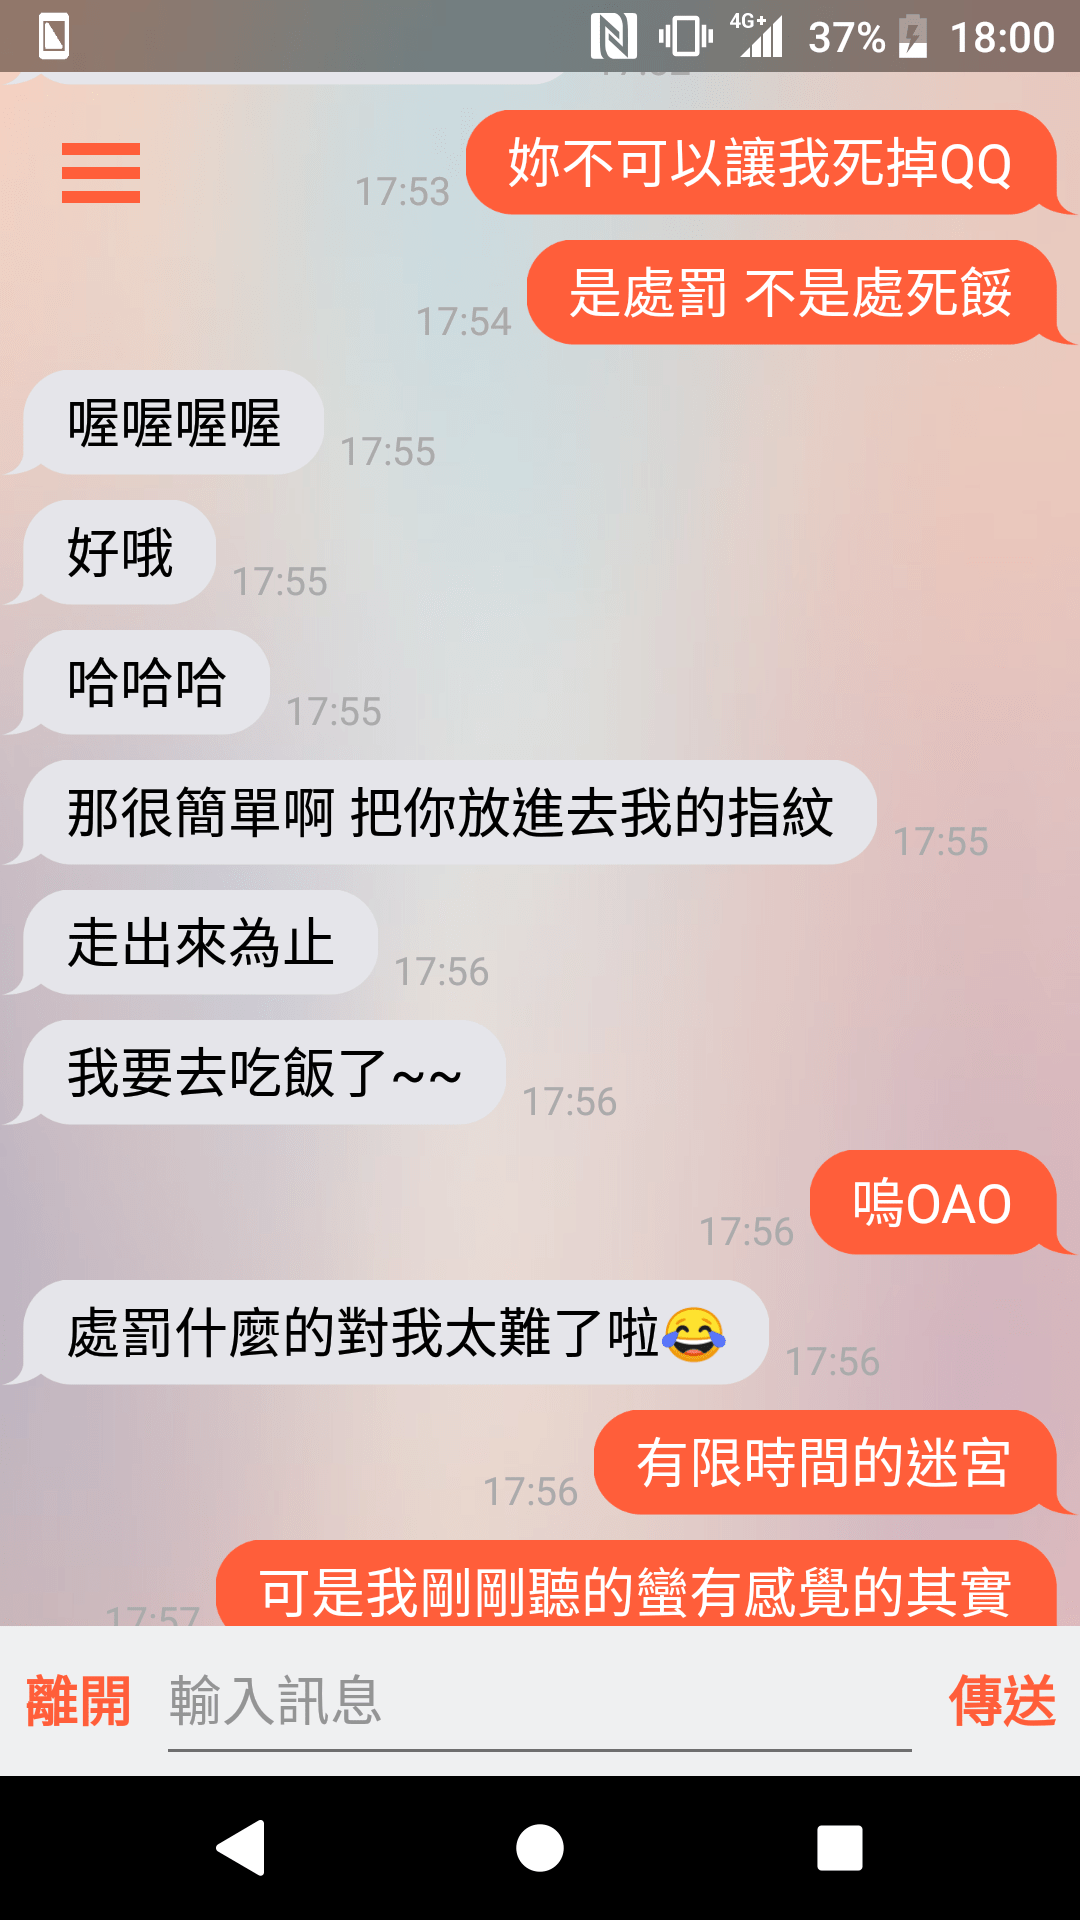 4G+ 37% 18:00
妳不可以讓我死掉QQ
17:53
是處罰 不是處死餒
17:54
喔喔喔喔
17:55
好哦
17:55
哈哈哈
17:55
那很簡單啊 把你放進去我的指紋
17:55
走出來為止
17:56
我要去吃飯了~~
17:56
嗚OAO
17:56
處罰什麼的對我太難了啦😂
17:56
有限時間的迷宮
17:56
可是我剛剛聽的蠻有感覺的其實
17:57
離開 輸入訊息 傳送